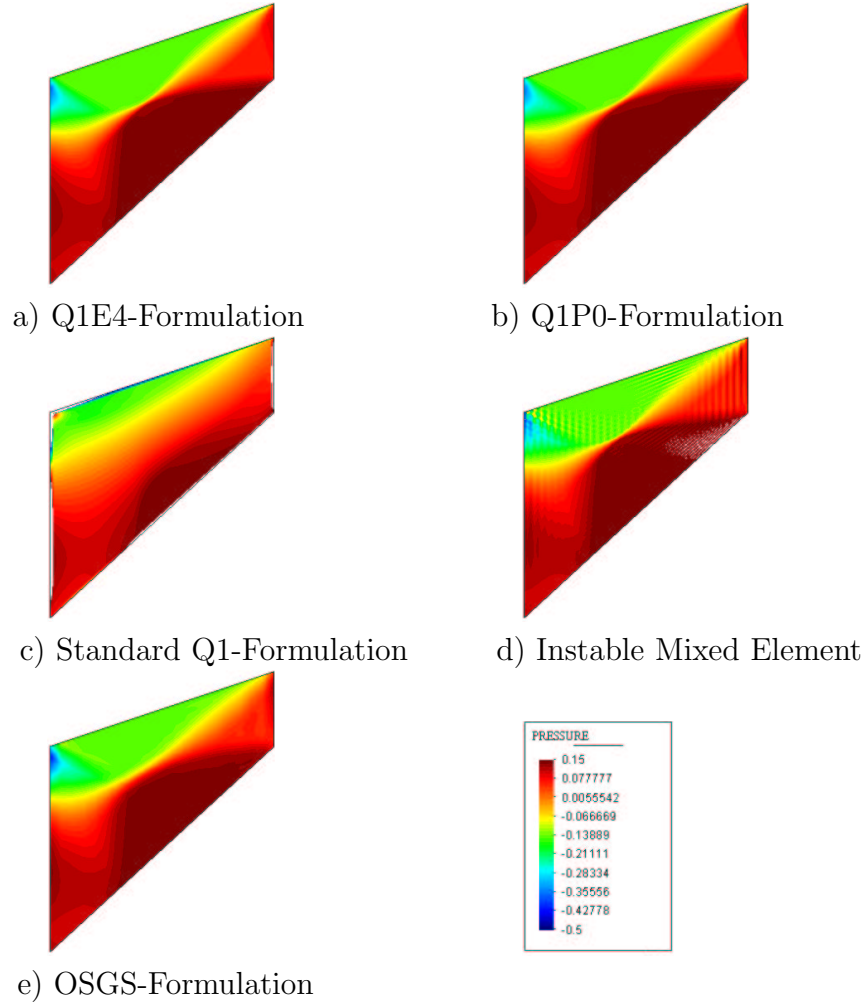 a) Q1E4-Formulation
b) Q1P0-Formulation
c) Standard Q1-Formulation
d) Instable Mixed Element
PRESSURE
0.15
0.077777
0.0055542
-0.066669
-0.13889
-0.21111
-0.28334
-0.35556
-0.42778
-0.5
e) OSGS-Formulation